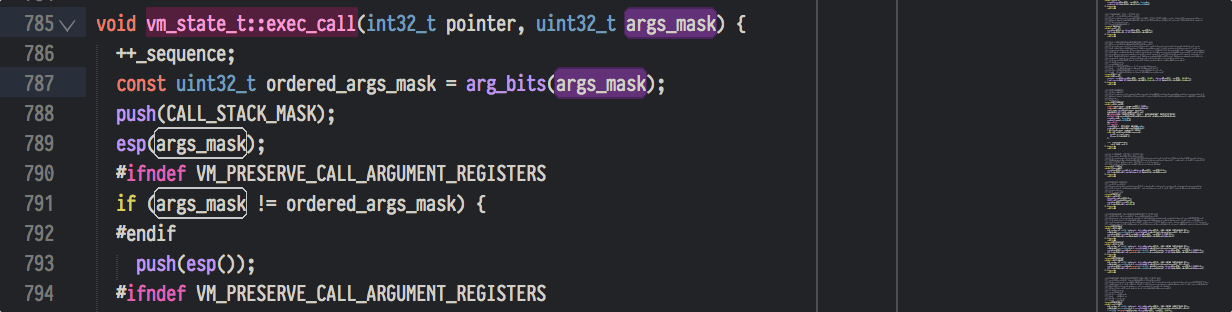 785 void vm_state_t::exec_call(int32_t pointer, uint32_t args_mask) {
786 ++_sequence;
787 const uint32_t ordered_args_mask = arg_bits(args_mask);
788 push(CALL_STACK_MASK);
789 esp(args_mask);
790 #ifndef VM_PRESERVE_CALL_ARGUMENT_REGISTERS
791 if (args_mask != ordered_args_mask) {
792 #endif
793 push(esp());
794 #ifndef VM_PRESERVE_CALL_ARGUMENT_REGISTERS